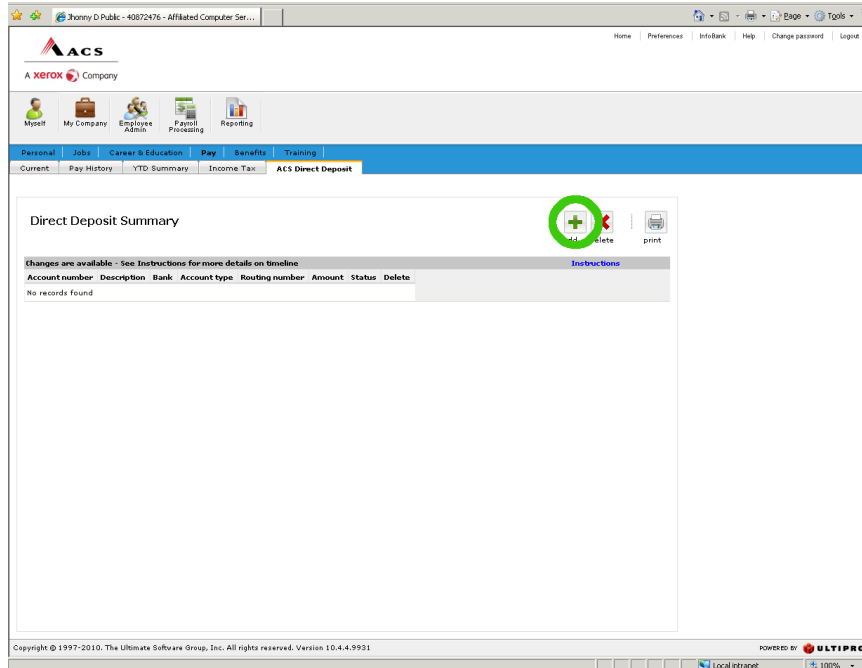 Jhonny D Public - 40872476 - Affiliated Computer Ser...
Page Tools
Home Preferences InfoBank Help Change password Logout
ACS
A xerox Company
Myself My Company Employee Admin Payroll Processing Reporting
Personal Jobs Career & Education Pay Benefits Training
Current Pay History YTD Summary Income Tax ACS Direct Deposit
Direct Deposit Summary
print
Changes are available - See Instructions for more details on timeline Instructions
Account number Description Bank Account type Routing number Amount Status Delete
No records found
Copyright © 1997-2010. The Ultimate Software Group, Inc. All rights reserved. Version 10.4.4.9931
POWERED BY ULTIPRO
Local intranet 100%